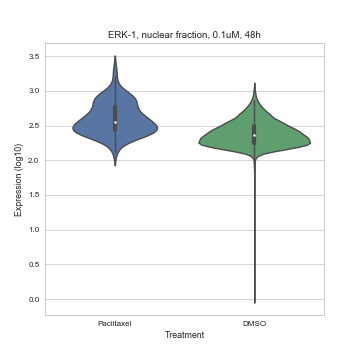 ERK-1, nuclear fraction, 0.1uM, 48h
3.5
3.0
2.5
2.0
1.5
1.0
0.5
0.0
Expression (log10)
Paclitaxel
DMSO
Treatment